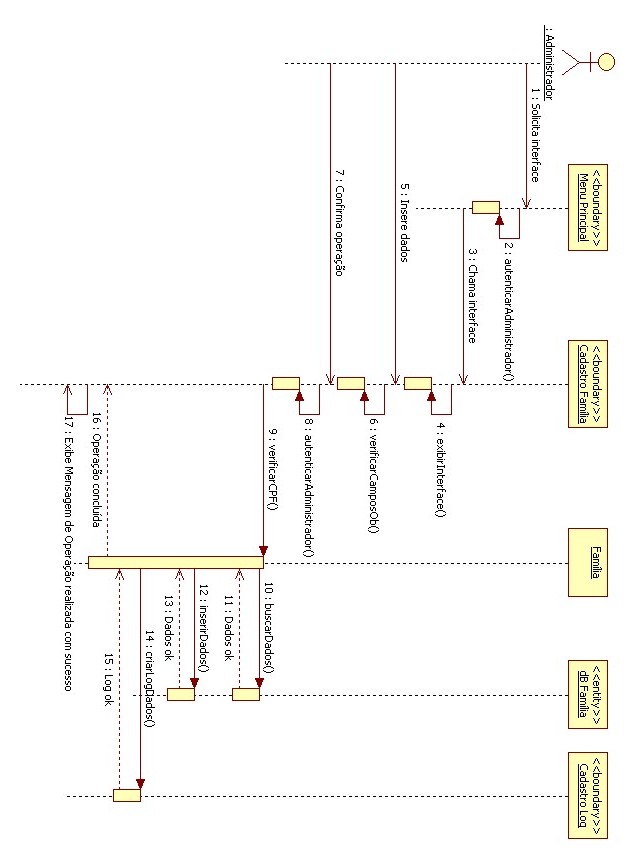 : Administrador
<<boundary>>
Menu Principal
<<boundary>>
Cadastro Família
Família
<<entity>>
dB Família
<<boundary>>
Cadastro Log
1 : Solicita interface
2 : autenticarAdministrador()
3 : Chama interface
4 : exibirInterface()
5 : Insere dados
6 : verificarCamposOb()
7 : Confirma operação
8 : autenticarAdministrador()
9 : verificarCPF()
10 : buscarDados()
11 : Dados ok
12 : inserirDados()
13 : Dados ok
14 : criarLogDados()
15 : Log ok
16 : Operação concluída
17 : Exibe Mensagem de Operação realizada com sucesso